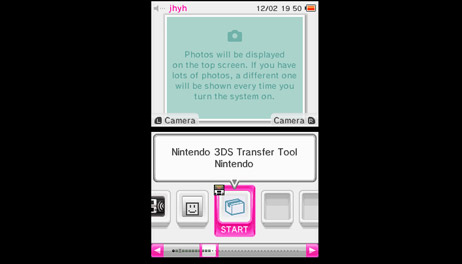 jhyh
12/02 19 50
Photos will be displayed
on the top screen. If you have
lots of photos, a different one
will be shown every time you
turn the system on.
L Camera
Camera R
Nintendo 3DS Transfer Tool
Nintendo
START